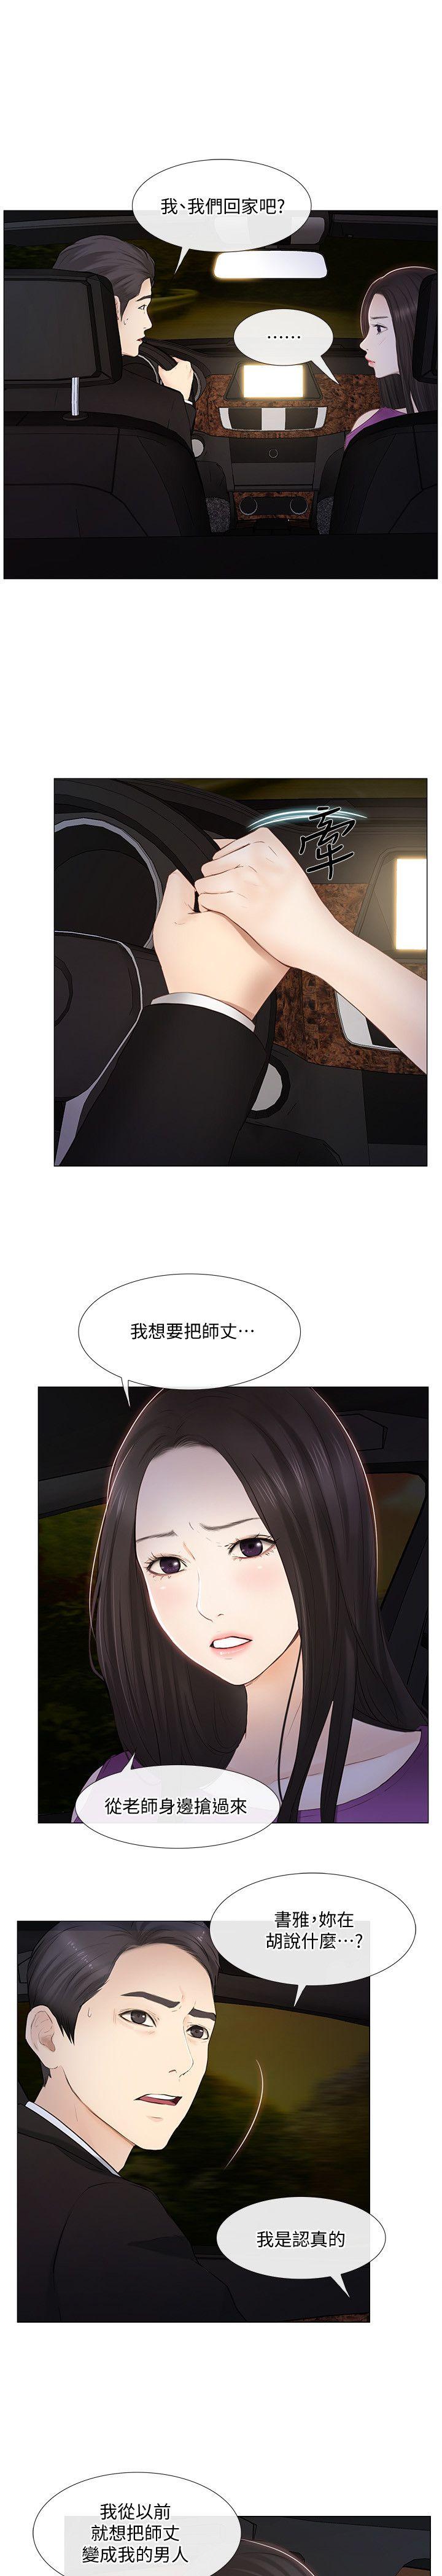 我、我們回家吧?
⋯⋯
牽
我想要把師丈⋯
從老師身邊搶過來
書雅,妳在
胡說什麼⋯?
我是認真的
我從以前
就想把師丈
變成我的男人